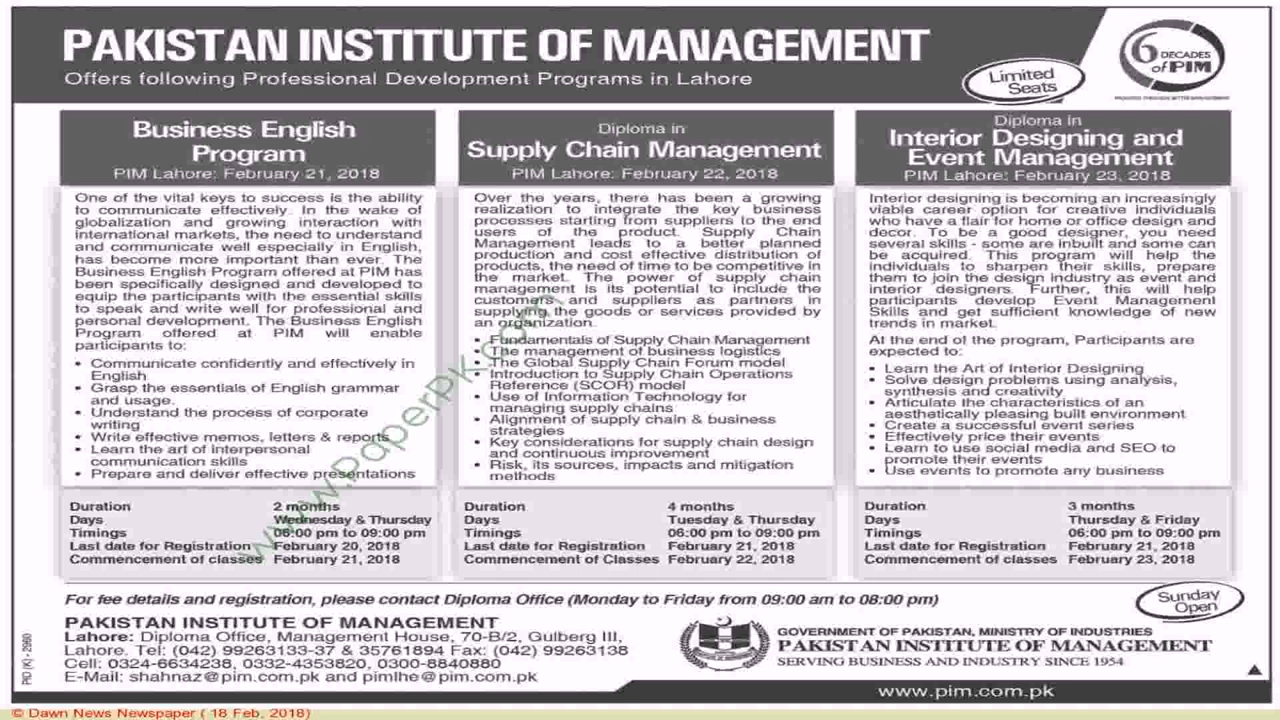 PAKISTAN INSTITUTE OF MANAGEMENT
Offers following Professional Development Programs in Lahore
Limited
Seats
6 DECADES
of PIM
Business English
Program
PIM Lahore: February 21, 2018
One of the vital keys to success is the ability
to communicate effectively. In the wake of
globalization and growing interaction with
international markets, the need to understand
and communicate well especially in English,
has become more important than ever. The
Business English Program offered at PIM has
been specifically designed and developed to
equip the participants with the essential skills
to speak and write well for professional and
personal development. The Business English
Program offered at PIM will enable
participants to:
• Communicate confidently and effectively in
English
• Grasp the essentials of English grammar
and usage.
• Understand the process of corporate
writing
• Write effective memos, letters & reports
• Learn the art of interpersonal
communication skills
• Prepare and deliver effective presentations
Duration 2 months
Days Wednesday & Thursday
Timings 06:00 pm to 09:00 pm
Last date for Registration February 20, 2018
Commencement of classes February 21, 2018
Diploma in
Supply Chain Management
PIM Lahore: February 22, 2018
Over the years, there has been a growing
realization to integrate the key business
processes starting from suppliers to the end
users of the product. Supply Chain
Management leads to a better planned
production and cost effective distribution of
products, the need of time to be competitive in
the market. The power of supply chain
management is its potential to include the
customers and suppliers as partners in
supplying the goods or services provided by
an organization.
• Fundamentals of Supply Chain Management
• The management of business logistics
• The Global Supply Chain Forum model
• Introduction to Supply Chain Operations
Reference (SCOR) model
• Use of Information Technology for
managing supply chains
• Alignment of supply chain & business
strategies
• Key considerations for supply chain design
and continuous improvement
• Risk, its sources, impacts and mitigation
methods
Duration 4 months
Days Tuesday & Thursday
Timings 06:00 pm to 09:00 pm
Last date for Registration February 21, 2018
Commencement of Classes February 22, 2018
Diploma in
Interior Designing and
Event Management
PIM Lahore: February 23, 2018
Interior designing is becoming an increasingly
viable career option for creative individuals
who have a flair for home or office design and
decor. To be a good designer, you need
several skills - some are inbuilt and some can
be acquired. This program will help the
individuals to sharpen their skills, prepare
them to join the design industry as event and
interior designers. Further, this will help
participants develop Event Management
Skills and get sufficient knowledge of new
trends in market.
At the end of the program, Participants are
expected to:
• Learn the Art of Interior Designing
• Solve design problems using analysis,
synthesis and creativity
• Articulate the characteristics of an
aesthetically pleasing built environment
• Create a successful event series
• Effectively price their events
• Learn to use social media and SEO to
promote their events
• Use events to promote any business
Duration 3 months
Days Thursday & Friday
Timings 06:00 pm to 09:00 pm
Last date for Registration February 21, 2018
Commencement of classes February 23, 2018
www.PaperPK.com
For fee details and registration, please contact Diploma Office (Monday to Friday from 09:00 am to 08:00 pm)
Sunday
Open
PAKISTAN INSTITUTE OF MANAGEMENT
Lahore: Diploma Office, Management House, 70-B/2, Gulberg III,
Lahore. Tel: (042) 99263133-37 & 35761894 Fax: (042) 99263138
Cell: 0324-6634238, 0332-4353820, 0300-8840880
E-Mail: shahnaz@pim.com.pk and pimlhe@pim.com.pk
GOVERNMENT OF PAKISTAN, MINISTRY OF INDUSTRIES
PAKISTAN INSTITUTE OF MANAGEMENT
SERVING BUSINESS AND INDUSTRY SINCE 1954
www.pim.com.pk
PID (K) - 2960
© Dawn News Newspaper ( 18 Feb, 2018)